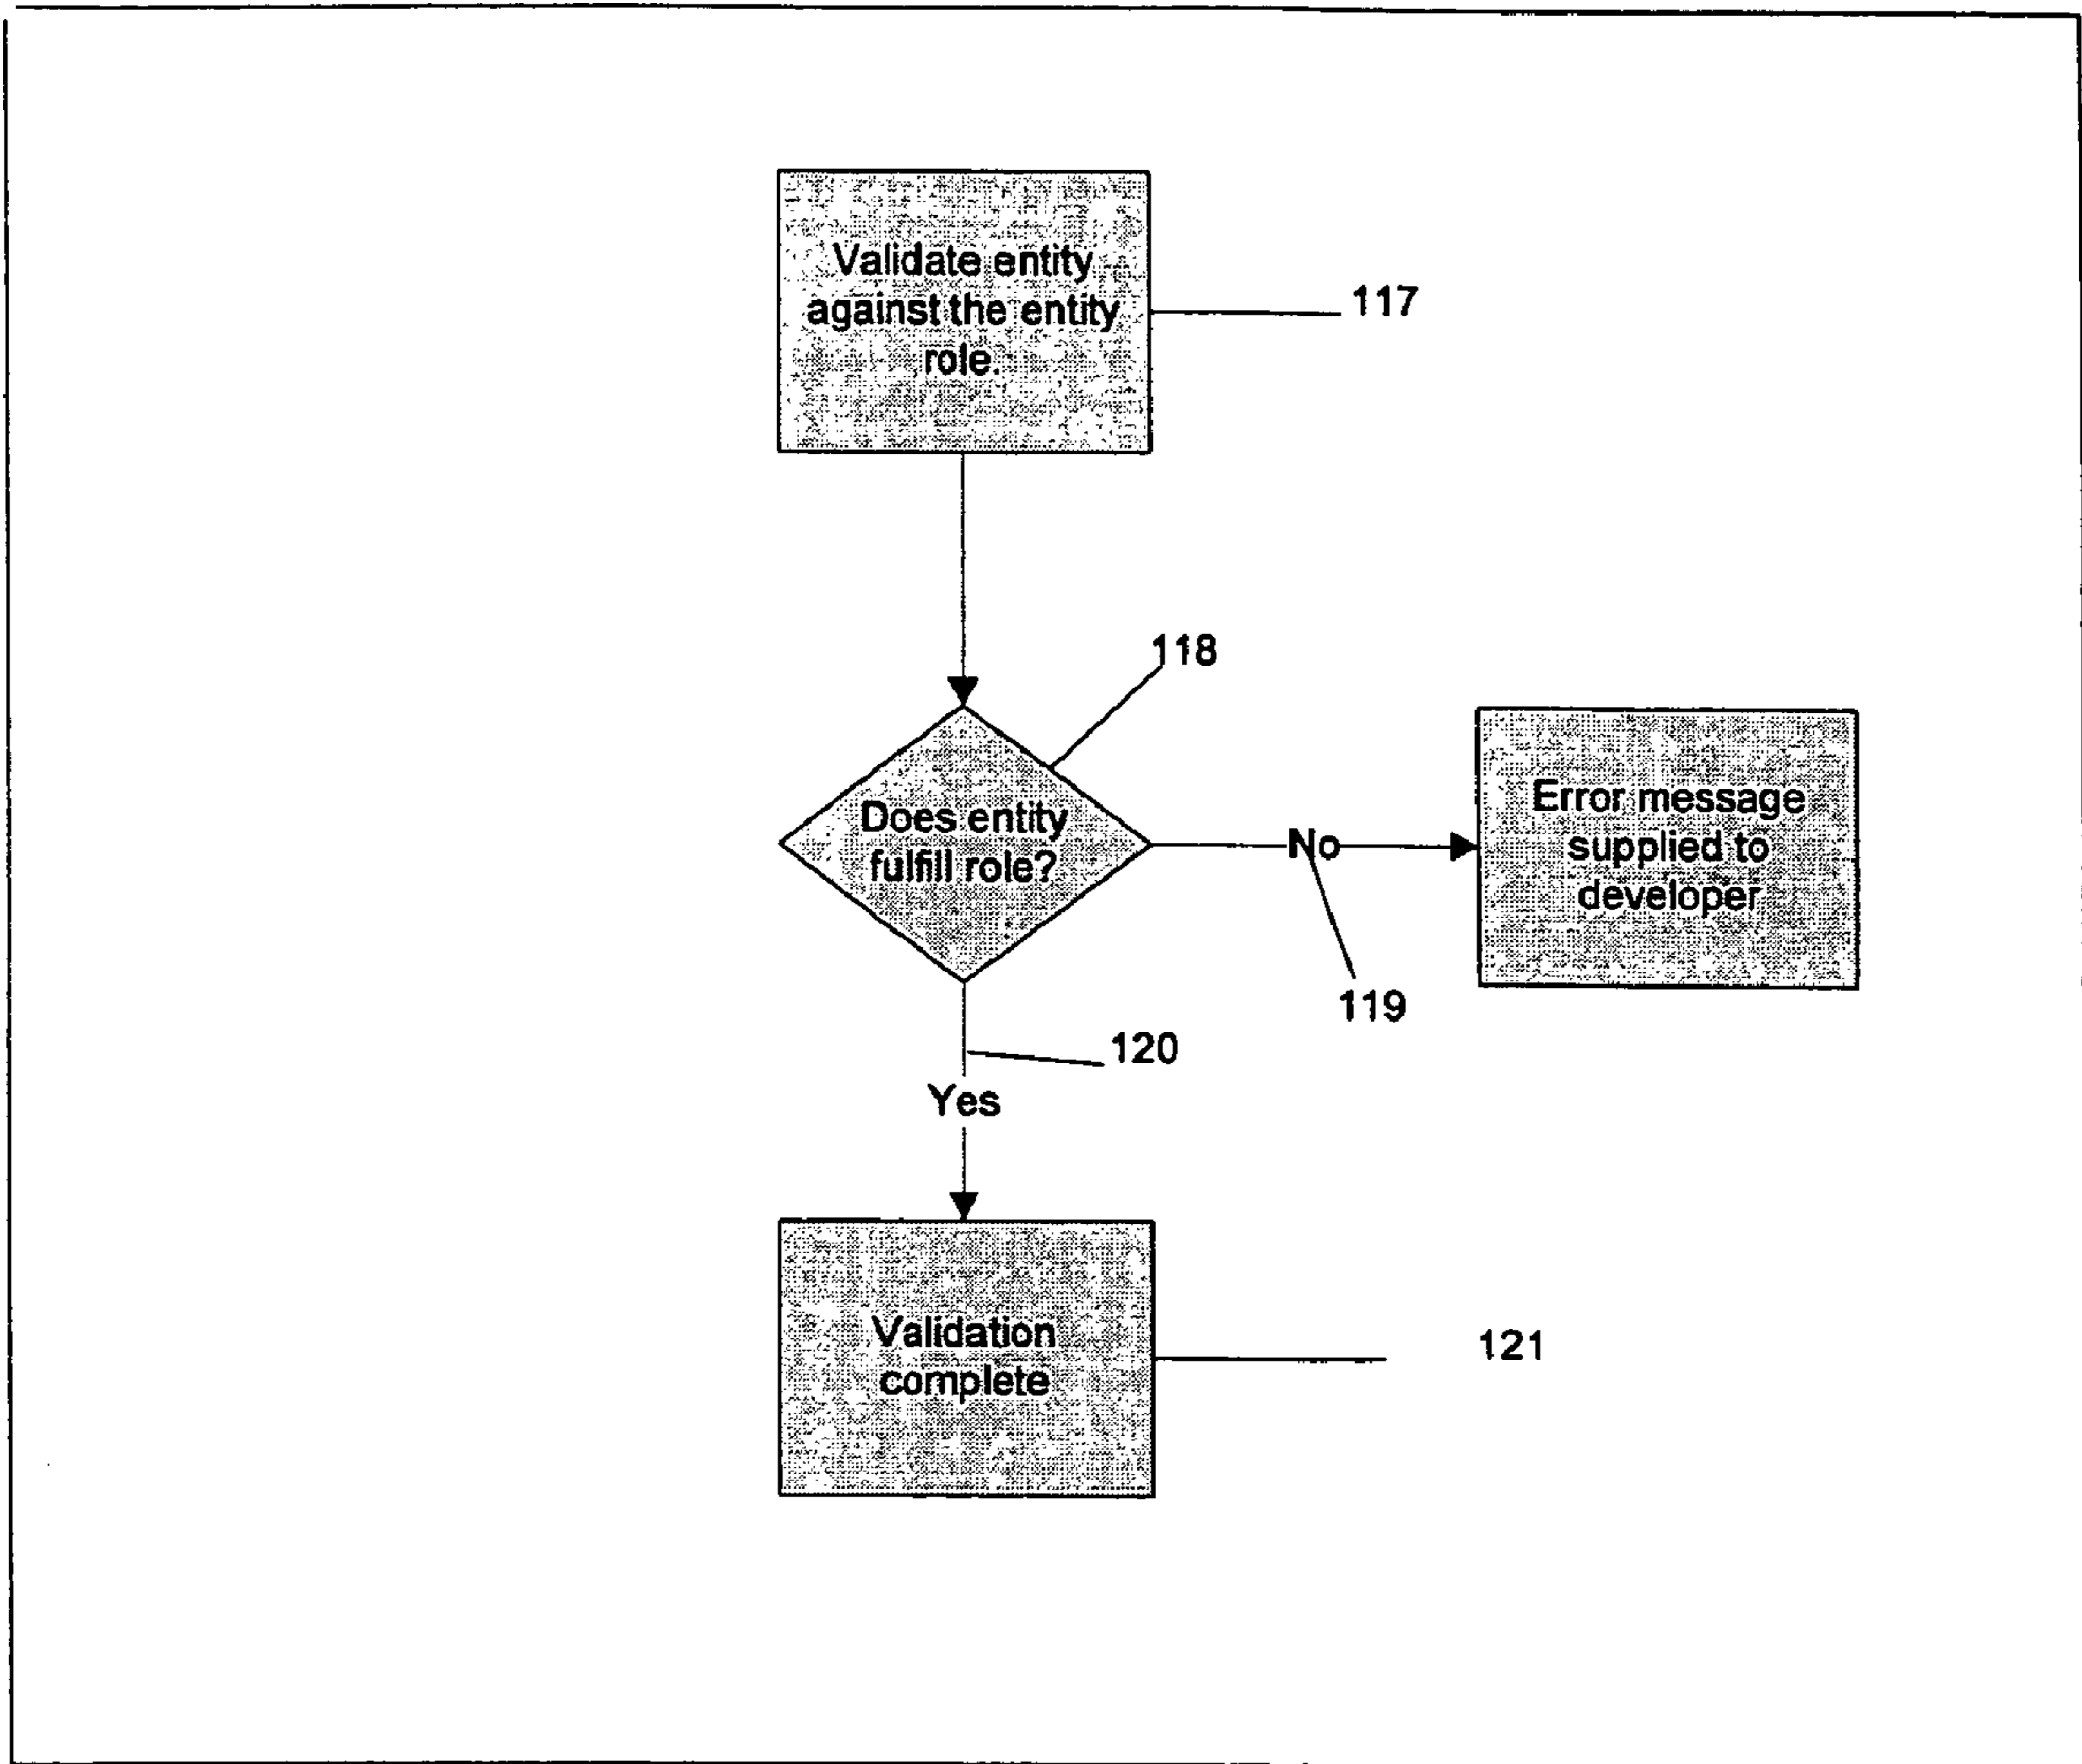 Validate entity
against the entity
role.
117
118
Does entity
fulfill role?
No
Error message
supplied to
developer
119
120
Yes
Validation
complete
121